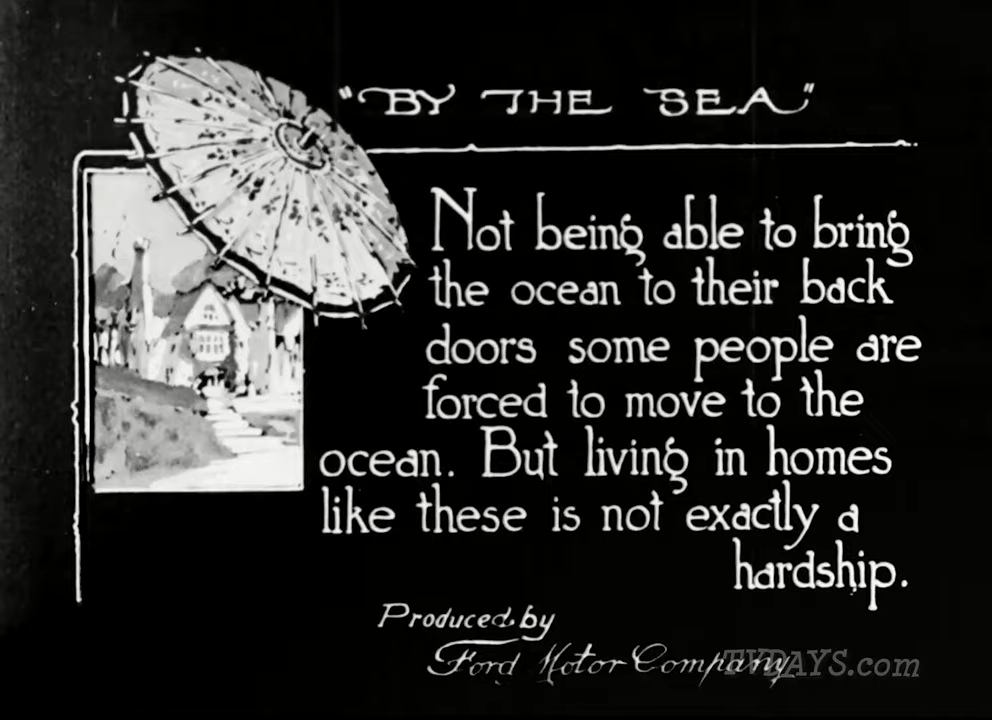 "BY THE SEA"
Not being able to bring
the ocean to their back
doors some people are
forced to move to the
ocean. But living in homes
like these is not exactly a
hardship.
Produced by
Ford Motor Company
TVDAYS.com